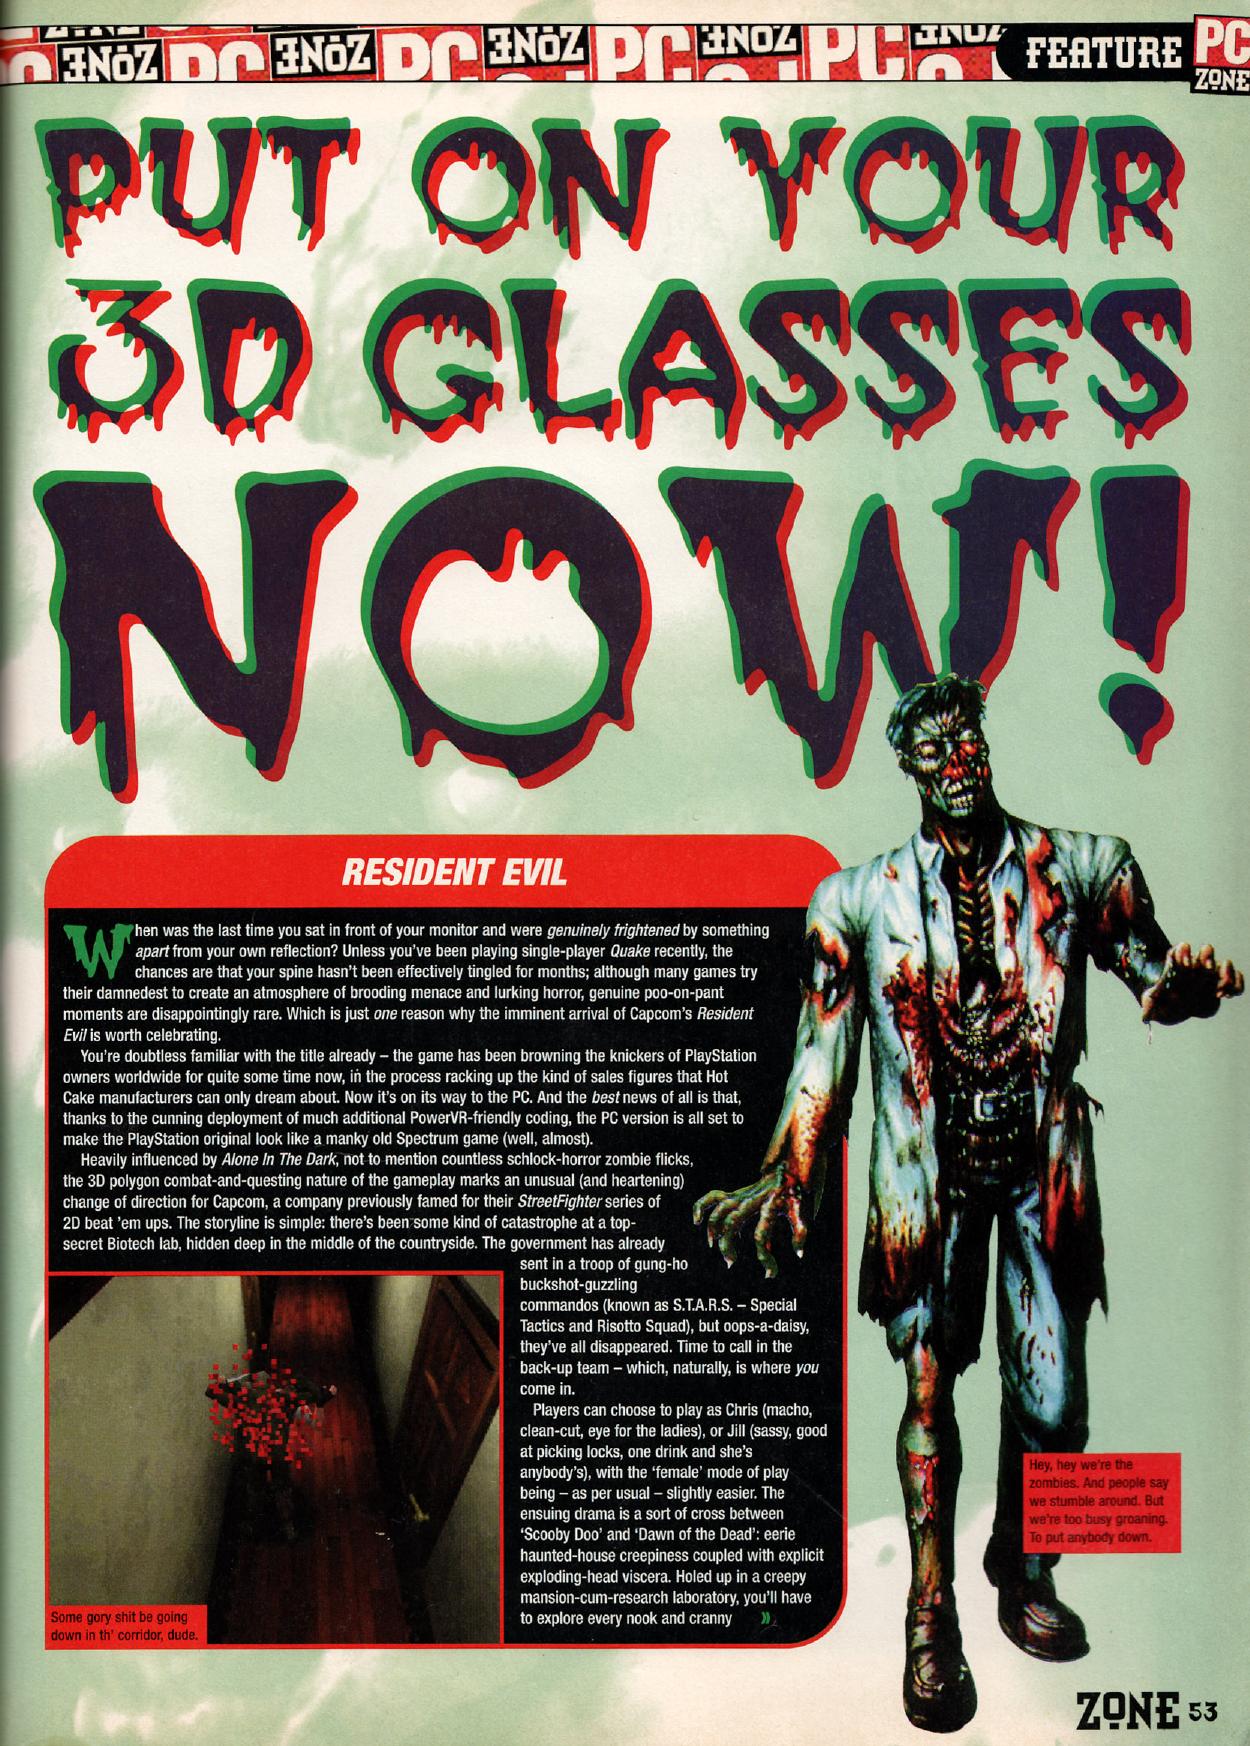 ZONE PC ZONE PC ZONE PC ZONE PC
FEATURE
PC
ZONE
PUT ON YOUR
3D GLASSES
NOW!
RESIDENT EVIL
When was the last time you sat in front of your monitor and were genuinely frightened by something
apart from your own reflection? Unless you've been playing single-player Quake recently, the
chances are that your spine hasn't been effectively tingled for months; although many games try
their damnedest to create an atmosphere of brooding menace and lurking horror, genuine poo-on-pant
moments are disappointingly rare. Which is just one reason why the imminent arrival of Capcom's Resident
Evil is worth celebrating.
You're doubtless familiar with the title already – the game has been browning the knickers of PlayStation
owners worldwide for quite some time now, in the process racking up the kind of sales figures that Hot
Cake manufacturers can only dream about. Now it's on its way to the PC. And the best news of all is that,
thanks to the cunning deployment of much additional PowerVR-friendly coding, the PC version is all set to
make the PlayStation original look like a manky old Spectrum game (well, almost).
Heavily influenced by Alone In The Dark, not to mention countless schlock-horror zombie flicks,
the 3D polygon combat-and-questing nature of the gameplay marks an unusual (and heartening)
change of direction for Capcom, a company previously famed for their StreetFighter series of
2D beat 'em ups. The storyline is simple: there's been some kind of catastrophe at a top-
secret Biotech lab, hidden deep in the middle of the countryside. The government has already
sent in a troop of gung-ho
buckshot-guzzling
commandos (known as S.T.A.R.S. – Special
Tactics and Risotto Squad), but oops-a-daisy,
they've all disappeared. Time to call in the
back-up team – which, naturally, is where you
come in.
Players can choose to play as Chris (macho,
clean-cut, eye for the ladies), or Jill (sassy, good
at picking locks, one drink and she's
anybody's), with the 'female' mode of play
being – as per usual – slightly easier. The
ensuing drama is a sort of cross between
'Scooby Doo' and 'Dawn of the Dead': eerie
haunted-house creepiness coupled with explicit
exploding-head viscera. Holed up in a creepy
mansion-cum-research laboratory, you'll have
to explore every nook and cranny »
Some gory shit be going
down in th' corridor, dude.
Hey, hey we're the
zombies. And people say
we stumble around. But
we're too busy groaning.
To put anybody down.
ZONE 53